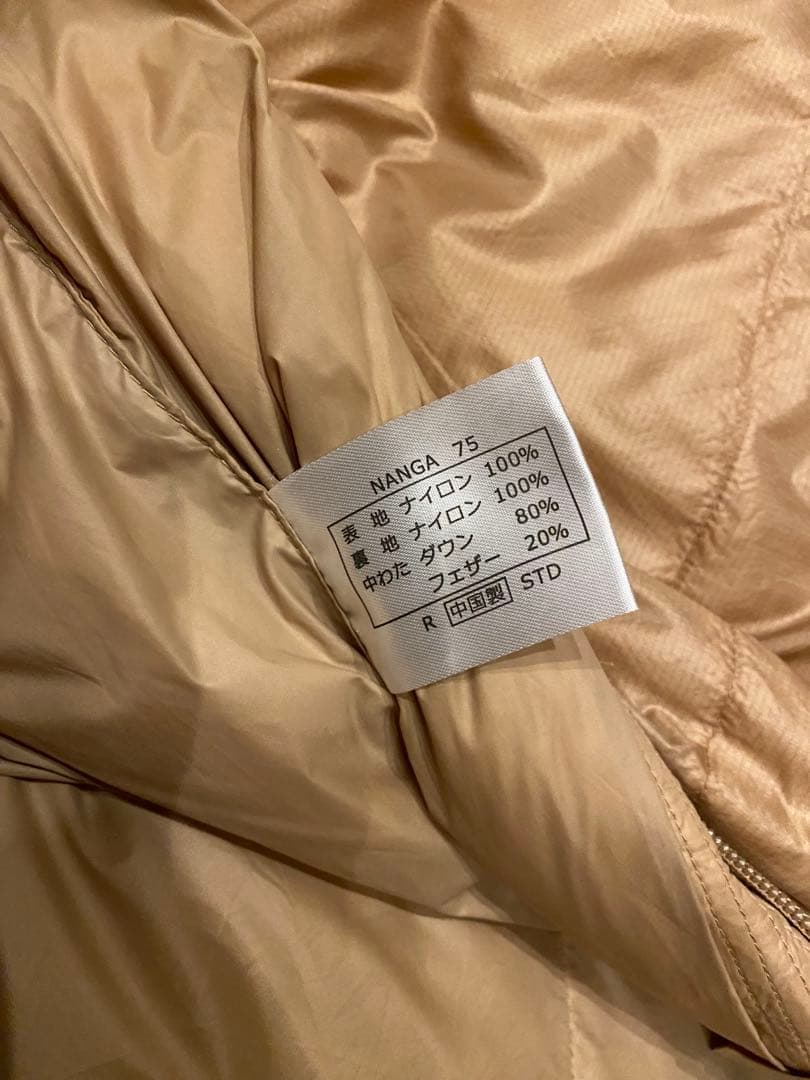 NANGA 75
表 地 ナイロン 100%
裏 地 ナイロン 100%
中わた ダウン 80%
フェザー 20%
R 中国製 STD